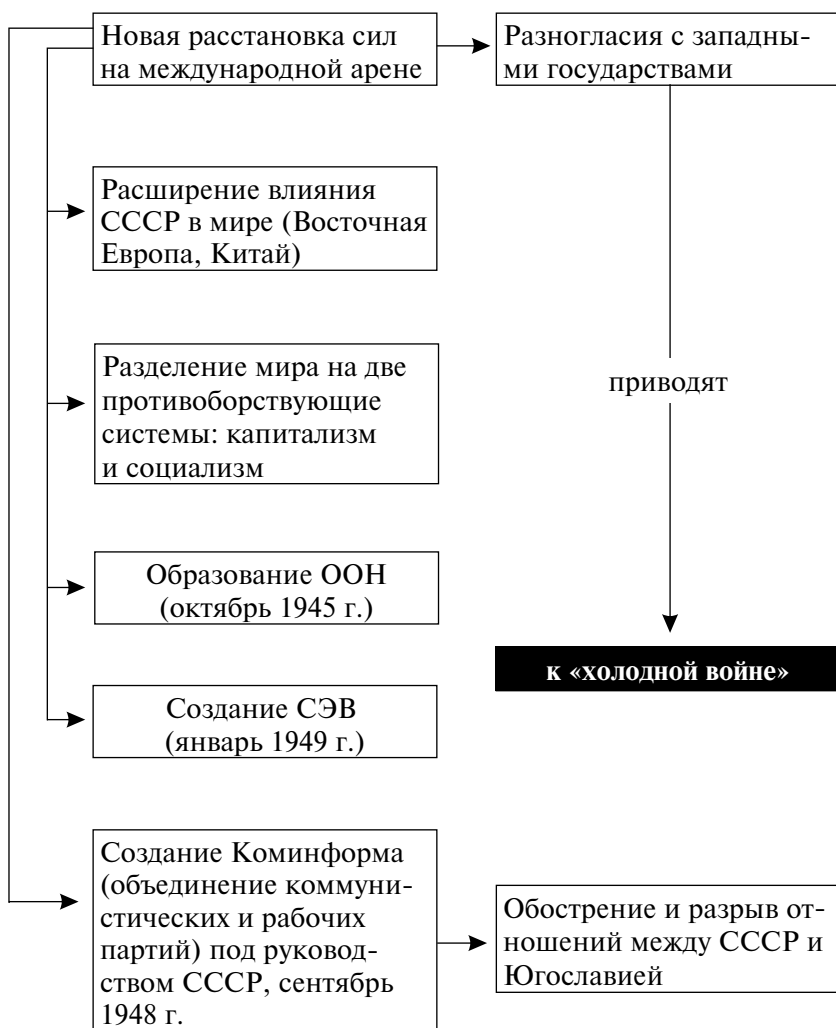 Новая расстановка сил
на международной арене
Разногласия с западны-
ми государствами
Расширение влияния
СССР в мире (Восточная
Европа, Китай)
Разделение мира на две
противоборствующие
системы: капитализм
и социализм
приводят
Образование ООН
(октябрь 1945 г.)
к «холодной войне»
Создание СЭВ
(январь 1949 г.)
Создание Коминформа
(объединение коммуни-
стических и рабочих
партий) под руковод-
ством СССР, сентябрь
1948 г.
Обострение и разрыв от-
ношений между СССР и
Югославией